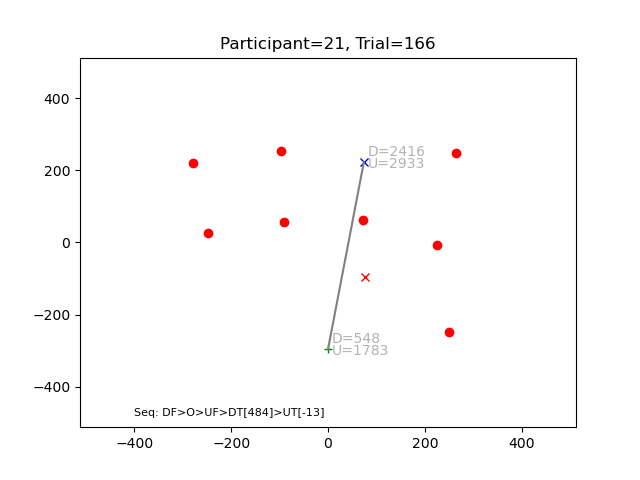 Participant=21, Trial=166
400
200
0
−200
−400
D=2416
U=2933
D=548
U=1783
Seq: DF>O>UF>DT[484]>UT[-13]
−400
−200
0
200
400